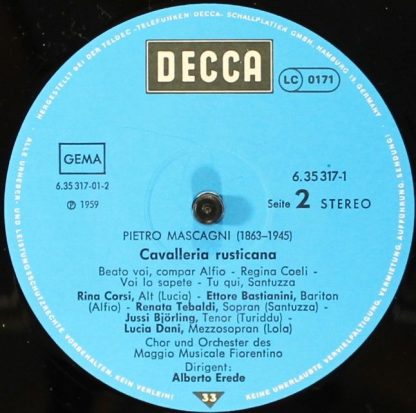 HERGESTELLT BEI DER TELDEC „TELEFUNKEN-DECCA" SCHALLPLATTEN GMBH, HAMBURG 19, GERMANY
DECCA
LC 0171
GEMA
6.35 317-01-2
6.35 317-1
℗ 1959
Seite 2 STEREO
PIETRO MASCAGNI (1863–1945)
Cavalleria rusticana
Beato voi, compar Alfio - Regina Coeli -
Voi lo sapete - Tu qui, Santuzza
Rina Corsi, Alt (Lucia) - Ettore Bastianini, Bariton
(Alfio) - Renata Tebaldi, Sopran (Santuzza) -
Jussi Björling, Tenor (Turiddu) -
Lucia Dani, Mezzosopran (Lola)
Chor und Orchester des
Maggio Musicale Fiorentino
Dirigent:
Alberto Erede
33
ALLE URHEBER- UND LEISTUNGSSCHUTZRECHTE VORBEHALTEN. KEIN VERLEIH!
KEINE UNERLAUBTE VERVIELFÄLTIGUNG, VERMIETUNG, AUFFÜHRUNG, SENDUNG!